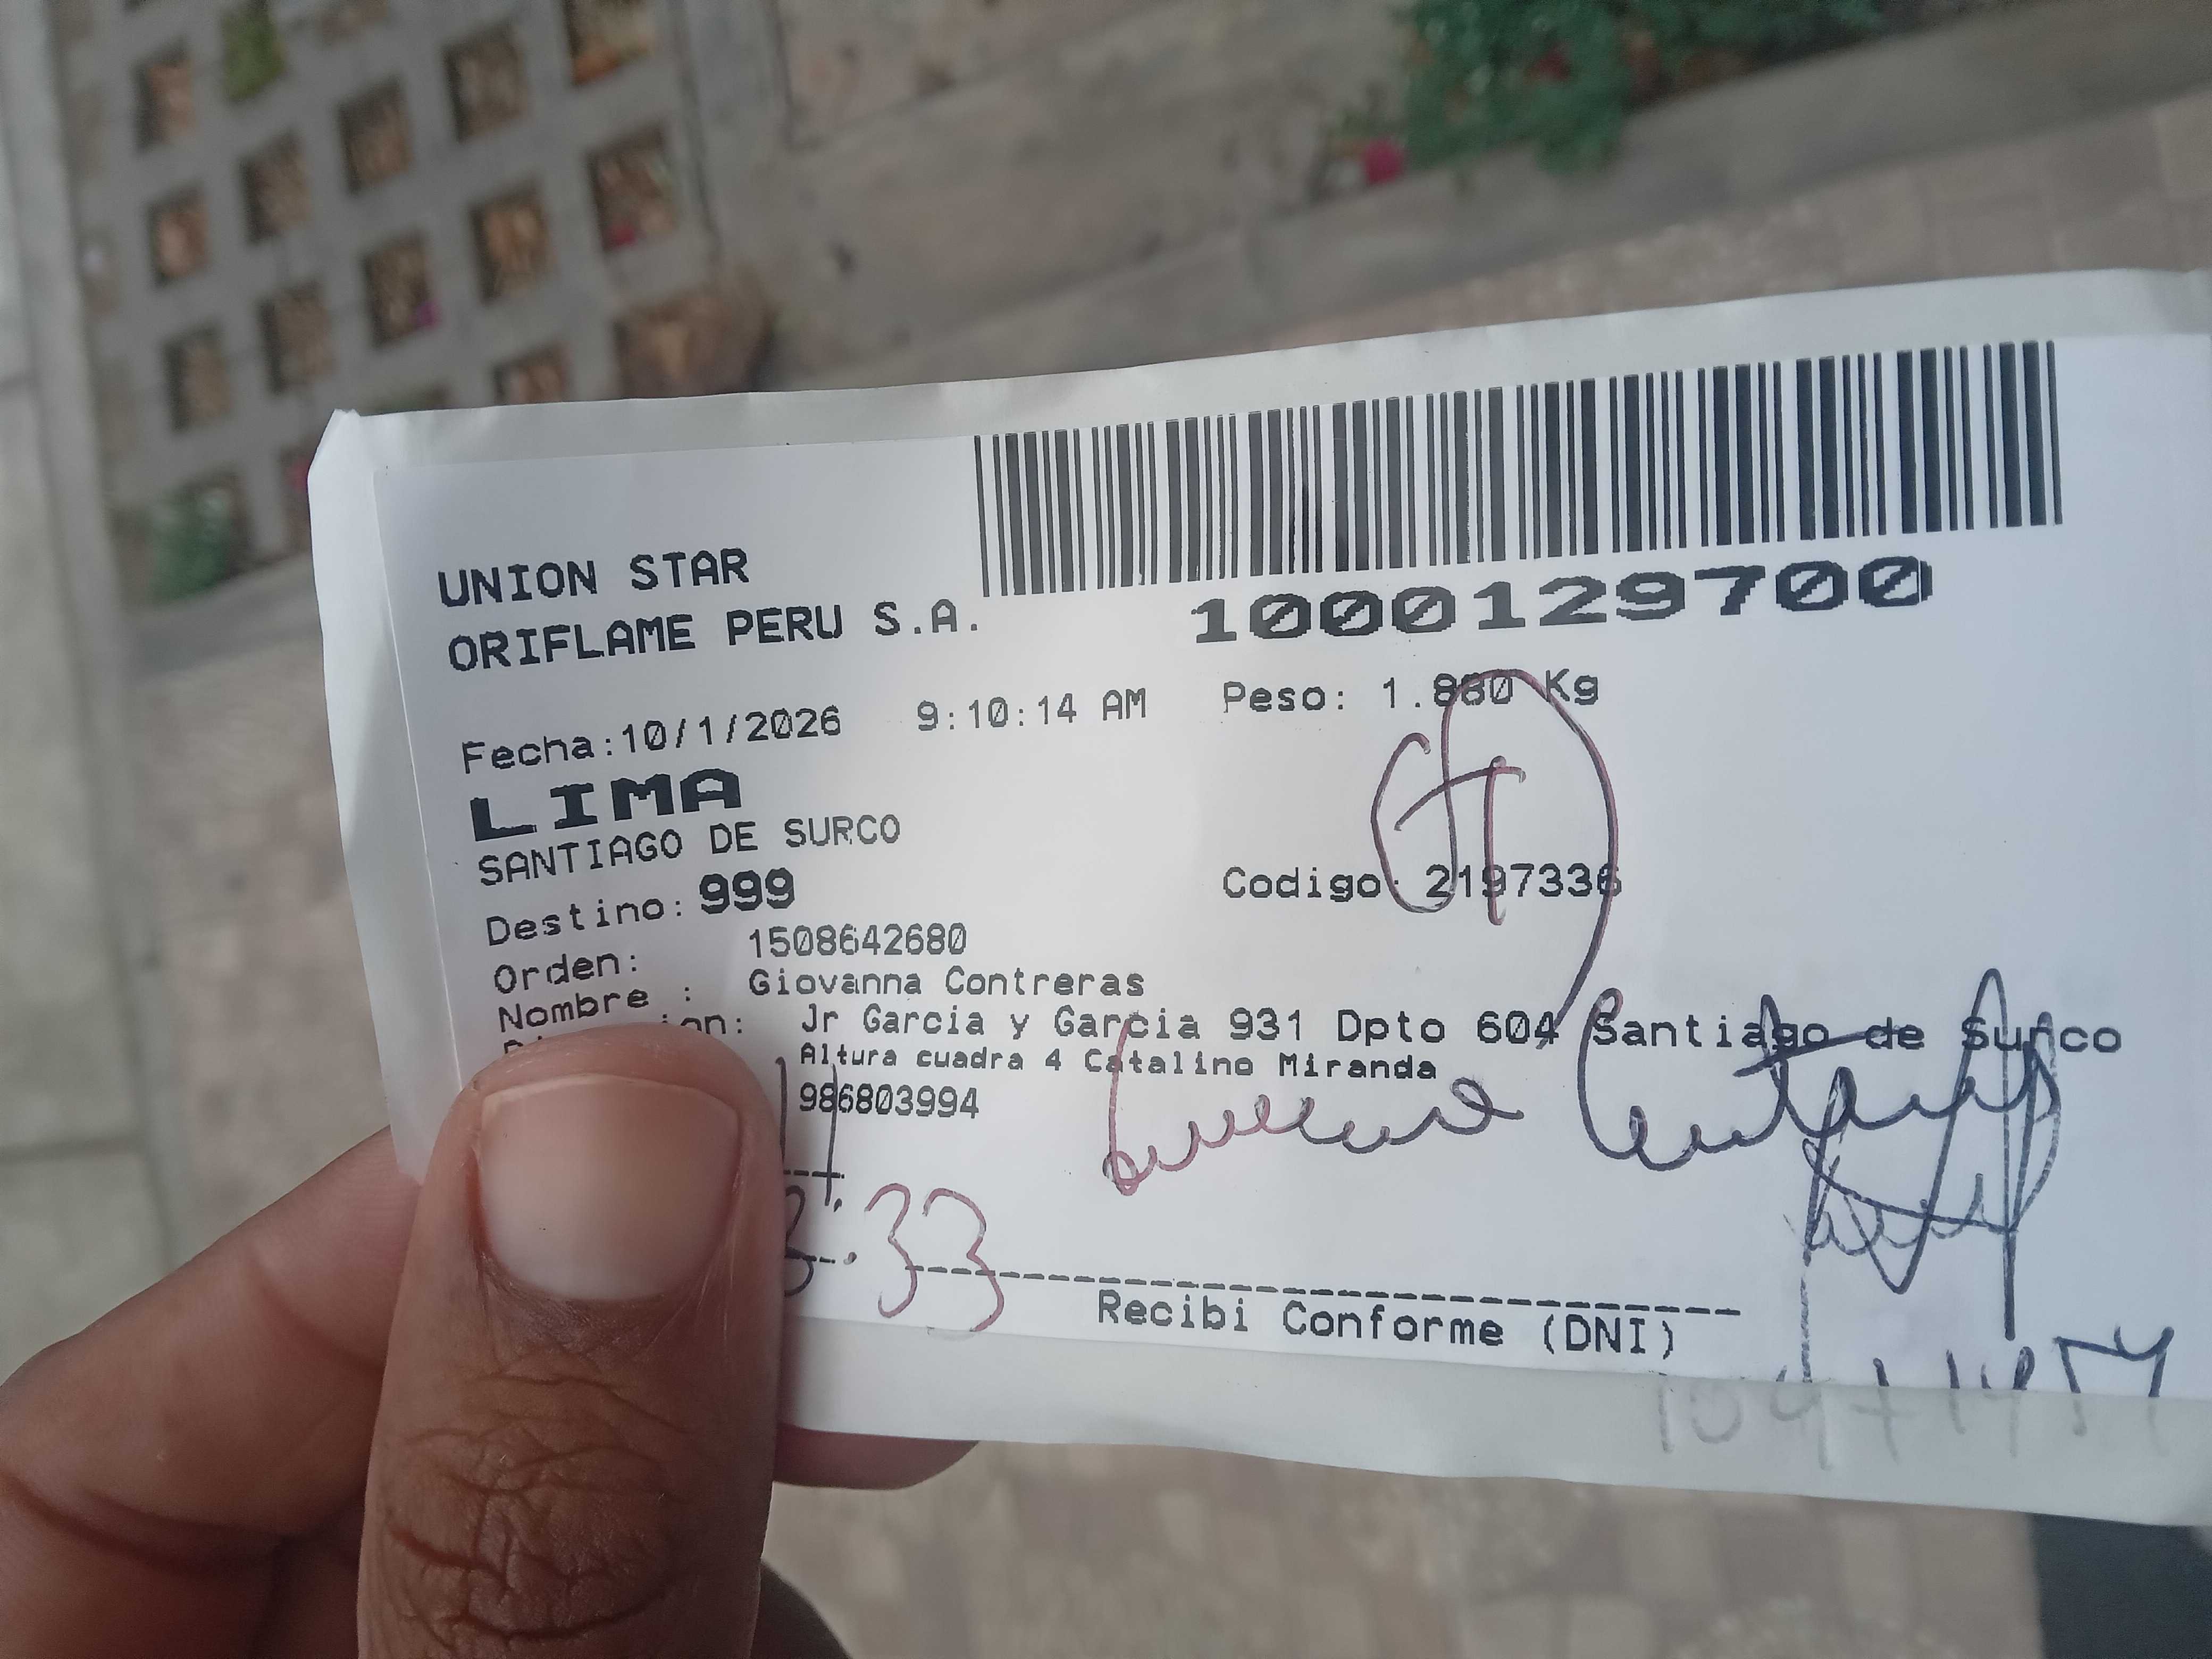 UNION STAR
ORIFLAME PERU S.A.
1000129700
Fecha:10/1/2026 9:10:14 AM Peso: 1.880 Kg
LIMA
SANTIAGO DE SURCO
Destino: 999 Codigo: 2197336
Orden: 1508642680
Nombre : Giovanna Contreras
Jr Garcia y Garcia 931 Dpto 604 Santiago de Surco
Altura cuadra 4 Catalino Miranda
986803994
33
Recibi Conforme (DNI)